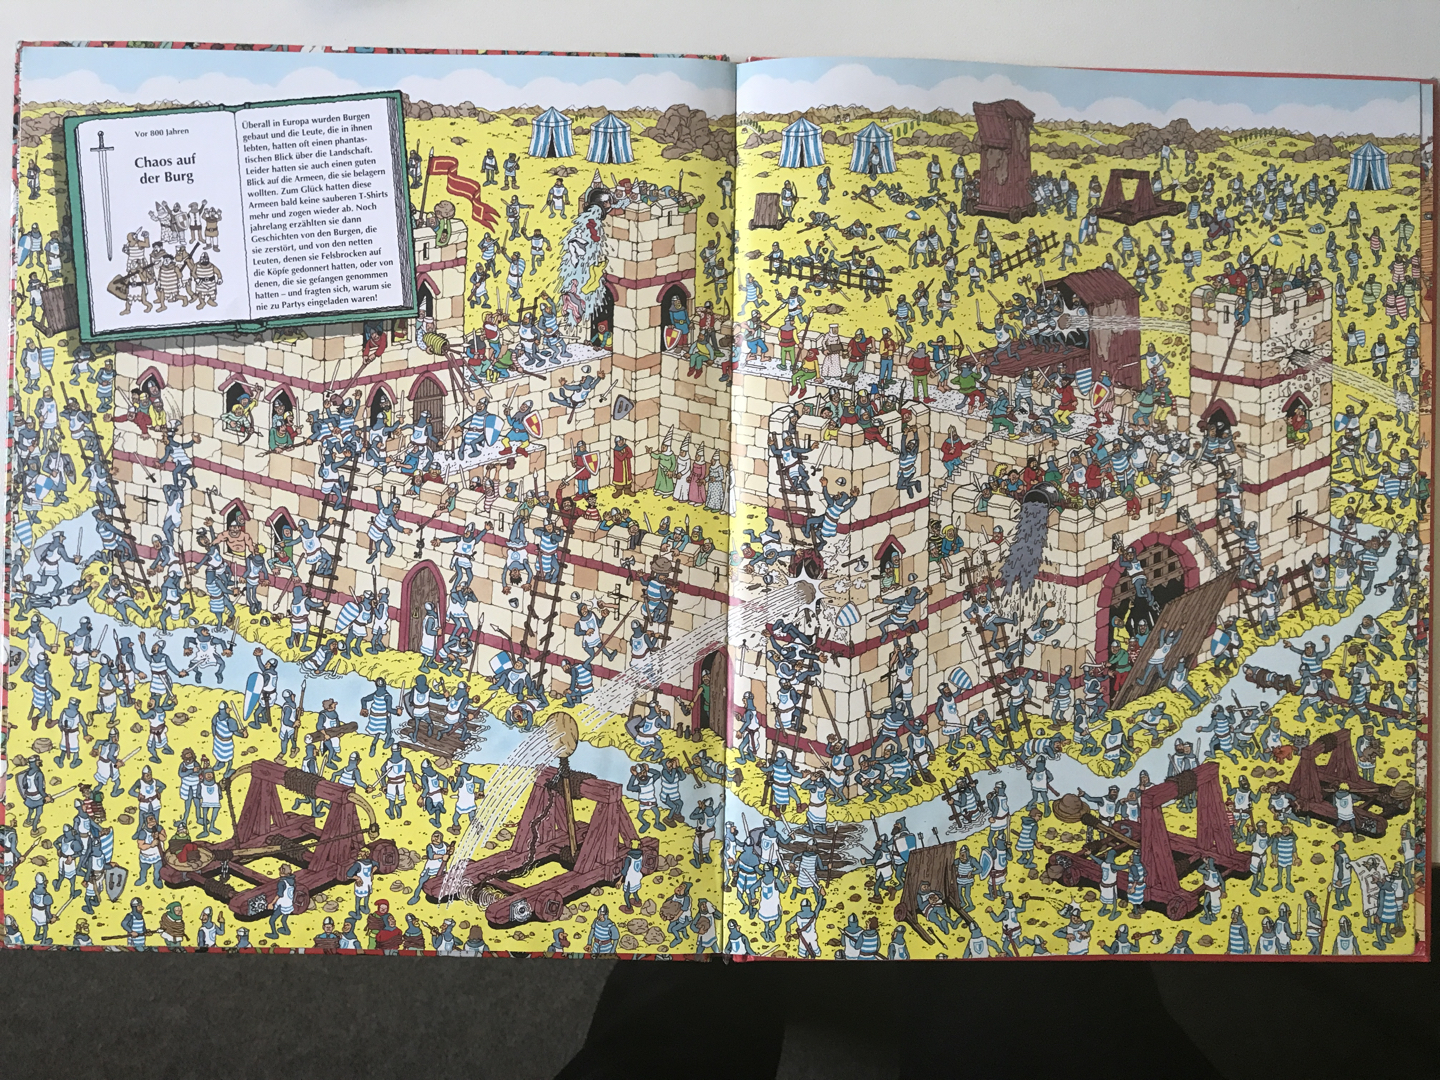 Vor 800 Jahren
Chaos auf
der Burg
Überall in Europa wurden Burgen
gebaut und die Leute, die in ihnen
lebten, hatten oft einen phantas-
tischen Blick über die Landschaft.
Leider hatten sie auch einen guten
Blick auf die Armeen, die sie belagern
wollten. Zum Glück hatten diese
Armeen bald keine sauberen T-Shirts
mehr und zogen wieder ab. Noch
jahrelang erzählten sie dann
Geschichten von den Burgen, die
sie zerstört, und von den netten
Leuten, denen sie Felsbrocken auf
die Köpfe gedonnert hatten, oder von
denen, die sie gefangen genommen
hatten – und fragten sich, warum sie
nie zu Partys eingeladen waren!